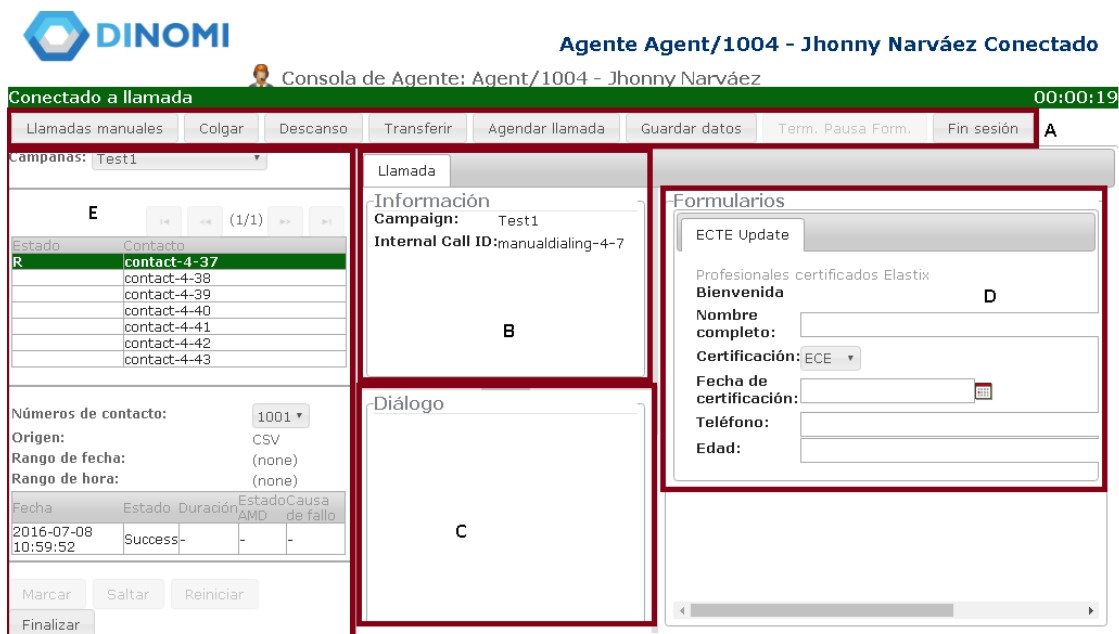 DINOMI
Agente Agent/1004 - Jhonny Narváez Conectado
Consola de Agente: Agent/1004 - Jhonny Narváez
Conectado a llamada 00:00:19
Llamadas manuales Colgar Descanso Transferir Agendar llamada Guardar datos Term. Pausa Form. Fin sesión A
Campañas: Test1
E
(1/1)
Estado Contacto
R contact-4-37
contact-4-38
contact-4-39
contact-4-40
contact-4-41
contact-4-42
contact-4-43
Números de contacto: 1001
Origen: CSV
Rango de fecha: (none)
Rango de hora: (none)
Fecha Estado Duración Estado AMD Causa de fallo
2016-07-08 10:59:52 Success - - -
Marcar Saltar Reiniciar
Finalizar
Llamada
Información
Campaign: Test1
Internal Call ID: manualdialing-4-7
B
Diálogo
C
Formularios
ECTE Update
Profesionales certificados Elastix
Bienvenida
D
Nombre
completo:
Certificación: ECE
Fecha de
certificación:
Teléfono:
Edad: